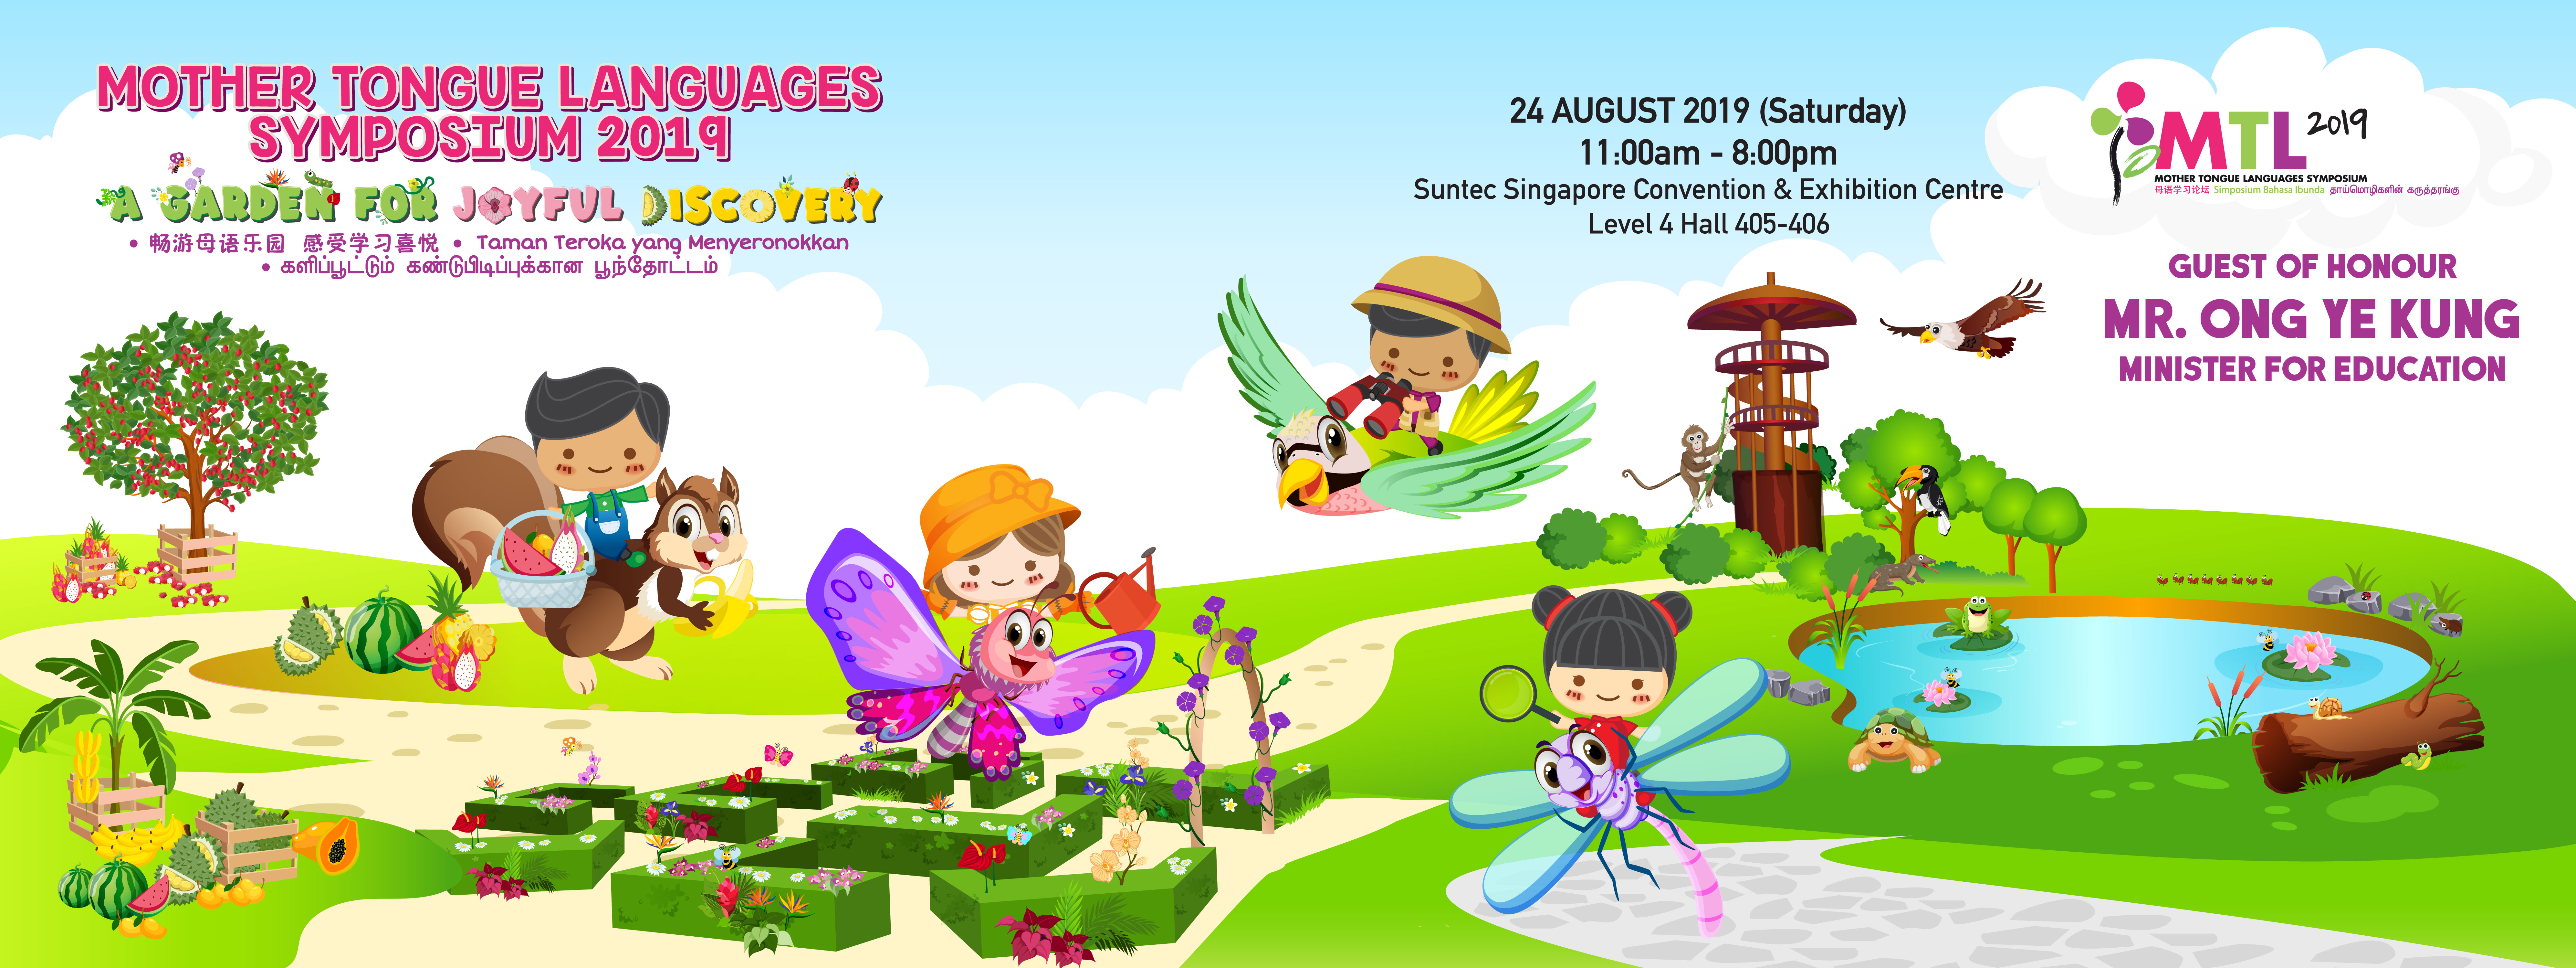 MOTHER TONGUE LANGUAGES
SYMPOSIUM 2019
A GARDEN FOR JOYFUL DISCOVERY
• 畅游母语乐园 感受学习喜悦 • Taman Teroka yang Menyeronokkan
• களிப்பூட்டும் கண்டுபிடிப்புக்கான பூந்தோட்டம்
24 AUGUST 2019 (Saturday)
11:00am - 8:00pm
Suntec Singapore Convention & Exhibition Centre
Level 4 Hall 405-406
MTL 2019
MOTHER TONGUE LANGUAGES SYMPOSIUM
母语学习论坛 Simposium Bahasa Ibunda தாய்மொழிகளின் கருத்தரங்கு
GUEST OF HONOUR
MR. ONG YE KUNG
MINISTER FOR EDUCATION